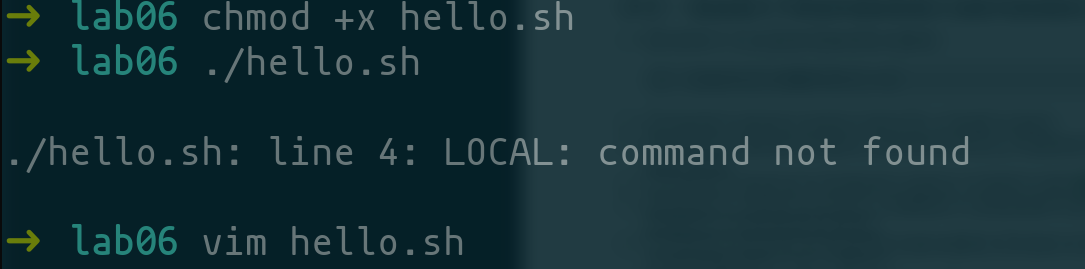 ➜ lab06 chmod +x hello.sh
➜ lab06 ./hello.sh
./hello.sh: line 4: LOCAL: command not found
➜ lab06 vim hello.sh